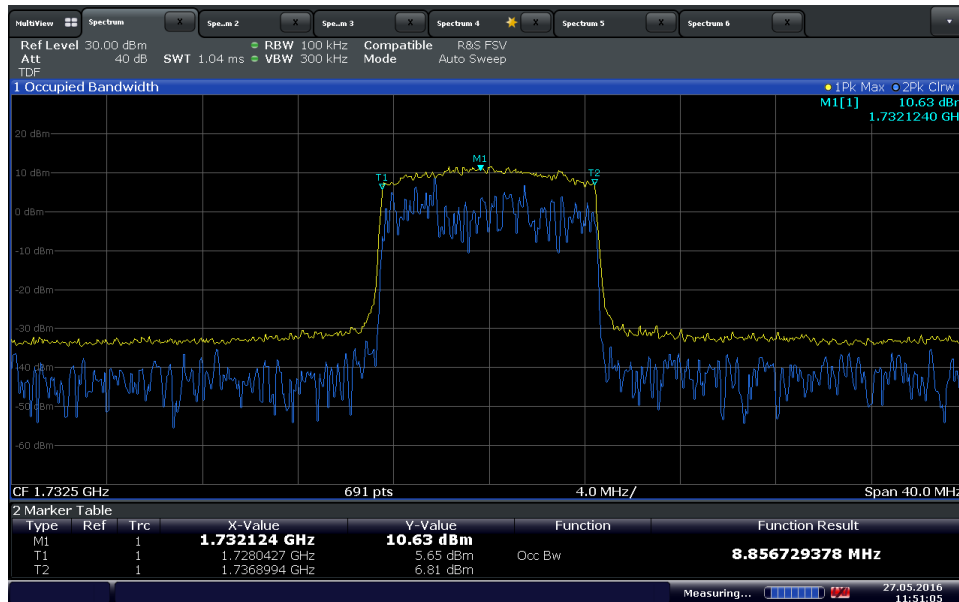 MultiView Spectrum X Spe..m 2 X Spe..m 3 X Spectrum 4 X Spectrum 5 X Spectrum 6 X
Ref Level 30.00 dBm RBW 100 kHz Compatible R&S FSV
Att 40 dB SWT 1.04 ms VBW 300 kHz Mode Auto Sweep
TDF
1 Occupied Bandwidth 1Pk Max 2Pk Clrw
M1[1] 10.63 dBm
1.7321240 GH
20 dBm
M1
10 dBm
T1 T2
0 dBm
-10 dBm
-20 dBm
-30 dBm
-40 dBm
-50 dBm
-60 dBm
CF 1.7325 GHz 691 pts 4.0 MHz/ Span 40.0 MHz
2 Marker Table
Type Ref Trc X-Value Y-Value Function Function Result
M1 1 1.732124 GHz 10.63 dBm
T1 1 1.7280427 GHz 5.65 dBm Occ Bw 8.856729378 MHz
T2 1 1.7368994 GHz 6.81 dBm
Measuring... 27.05.2016
11:51:05